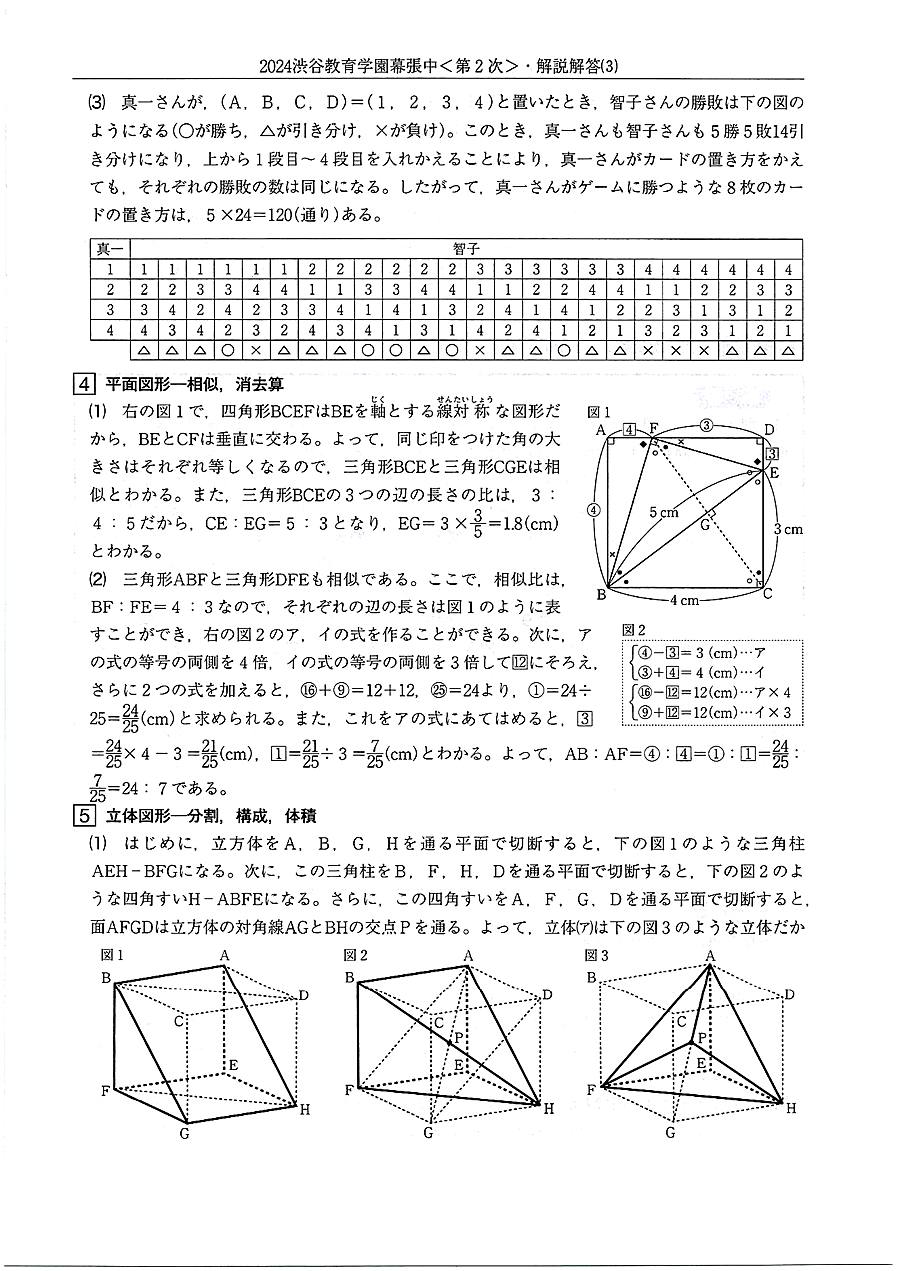 2024渋谷教育学園幕張中＜第2次＞・解説解答(3)
(3) 真一さんが，(A，B，C，D)＝(1，2，3，4)と置いたとき，智子さんの勝敗は下の図の
ようになる(○が勝ち，△が引き分け，×が負け)。このとき，真一さんも智子さんも5勝5敗14引
き分けになり，上から1段目～4段目を入れかえることにより，真一さんがカードの置き方をかえ
ても，それぞれの勝敗の数は同じになる。したがって，真一さんがゲームに勝つような8枚のカー
ドの置き方は，5×24＝120(通り)ある。
真一 智子
1 1 1 1 1 1 1 2 2 2 2 2 2 3 3 3 3 3 3 4 4 4 4 4 4
2 2 2 3 3 4 4 1 1 3 3 4 4 1 1 2 2 4 4 1 1 2 2 3 3
3 3 4 2 4 2 3 3 4 1 4 1 3 2 4 1 4 1 2 2 3 1 3 1 2
4 4 3 4 2 3 2 4 3 4 1 3 1 4 2 4 1 2 1 3 2 3 1 2 1
△ △ △ ○ × △ △ △ ○ ○ △ ○ × △ △ ○ △ △ × × × △ △ △
4 平面図形―相似，消去算
じく せんたいしょう
(1) 右の図1で，四角形BCEFはBEを軸とする線対称な図形だ
から，BEとCFは垂直に交わる。よって，同じ印をつけた角の大
きさはそれぞれ等しくなるので，三角形BCEと三角形CGEは相
似とわかる。また，三角形BCEの3つの辺の長さの比は，3：
4：5だから，CE：EG＝5：3となり，EG＝3×3/5＝1.8(cm)
とわかる。
図1
A 4 F ③ D
3
E
④
5 cm
G
3 cm
B
4 cm
C
(2) 三角形ABFと三角形DFEも相似である。ここで，相似比は，
BF：FE＝4：3なので，それぞれの辺の長さは図1のように表
すことができ，右の図2のア，イの式を作ることができる。次に，ア
の式の等号の両側を4倍，イの式の等号の両側を3倍して12にそろえ，
さらに2つの式を加えると，⑯＋⑨＝12＋12，㉕＝24より，①＝24÷
25＝24/25(cm)と求められる。また，これをアの式にあてはめると，3
＝24/25×4－3＝21/25(cm)，1＝21/25÷3＝7/25(cm)とわかる。よって，AB：AF＝④：4＝①：1＝24/25：
7/25＝24：7である。
図2
④－3＝3(cm)…ア
③＋4＝4(cm)…イ
⑯－12＝12(cm)…ア×4
⑨＋12＝12(cm)…イ×3
5 立体図形―分割，構成，体積
(1) はじめに，立方体をA，B，G，Hを通る平面で切断すると，下の図1のような三角柱
AEH－BFGになる。次に，この三角柱をB，F，H，Dを通る平面で切断すると，下の図2のよ
うな四角すいH－ABFEになる。さらに，この四角すいをA，F，G，Dを通る平面で切断すると，
面AFGDは立方体の対角線AGとBHの交点Pを通る。よって，立体(ア)は下の図3のような立体だか
図1
A
B
D
C
E
F
H
G
図2
A
B
D
C
P
E
F
H
G
図3
A
B
D
C
P
E
F
H
G